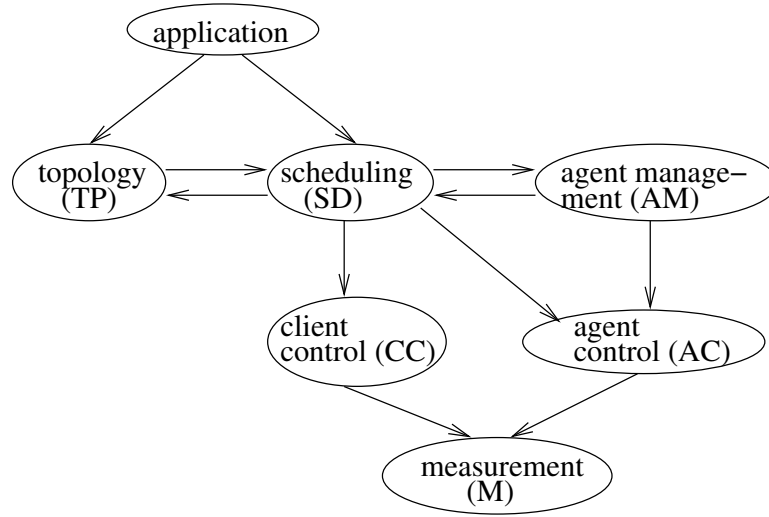 application
topology
(TP)
scheduling
(SD)
agent manage–
ment (AM)
client
control (CC)
agent
control (AC)
measurement
(M)